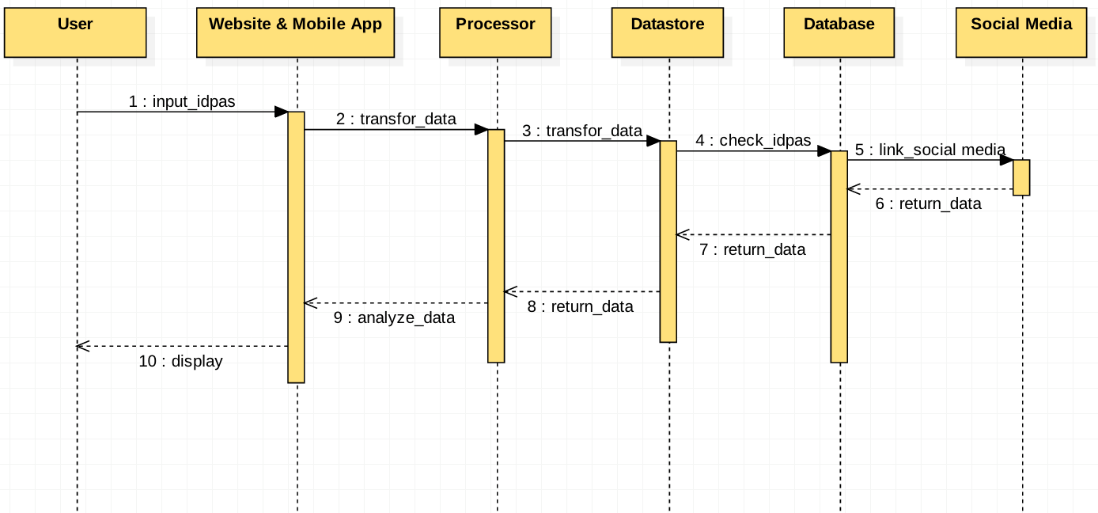 User
Website & Mobile App
Processor
Datastore
Database
Social Media
1 : input_idpas
2 : transfor_data
3 : transfor_data
4 : check_idpas
5 : link_social media
6 : return_data
7 : return_data
8 : return_data
9 : analyze_data
10 : display